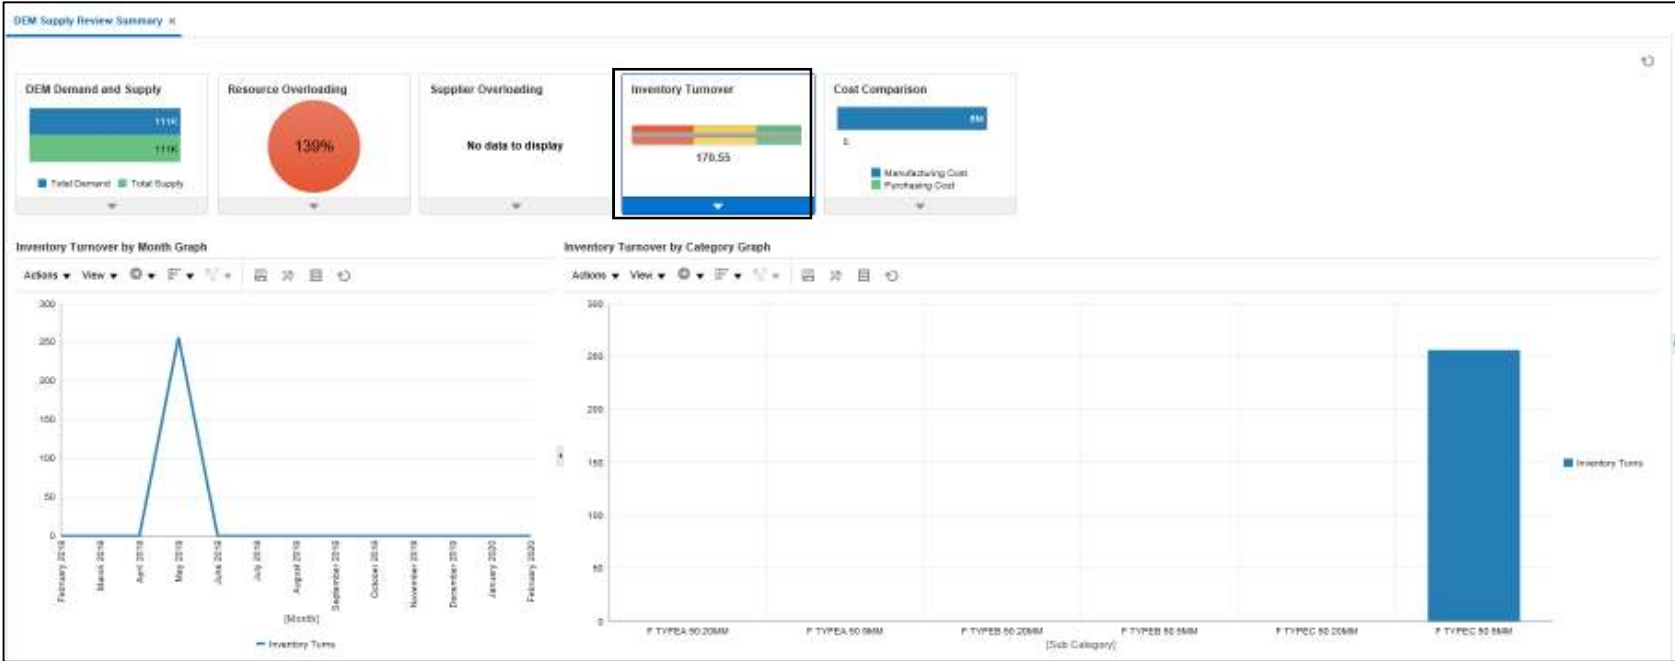 DEM Supply Review Summary ×
DEM Demand and Supply
111K
111K
Total Demand Total Supply
Resource Overloading
139%
Supplier Overloading
No data to display
Inventory Turnover
170.55
Cost Comparison
Manufacturing Cost
Purchasing Cost
Inventory Turnover by Month Graph
Actions View
300
250
200
150
100
50
0
February 2019
March 2019
April 2019
May 2019
June 2019
July 2019
August 2019
September 2019
October 2019
November 2019
December 2019
January 2020
February 2020
[Month]
Inventory Turns
Inventory Turnover by Category Graph
Actions View
300
250
200
150
100
50
0
F TYPEA 50 20MM
F TYPEA 50 5MM
F TYPEB 50 20MM
F TYPEB 50 5MM
F TYPEC 50 20MM
F TYPEC 50 5MM
[Sub Category]
Inventory Turns